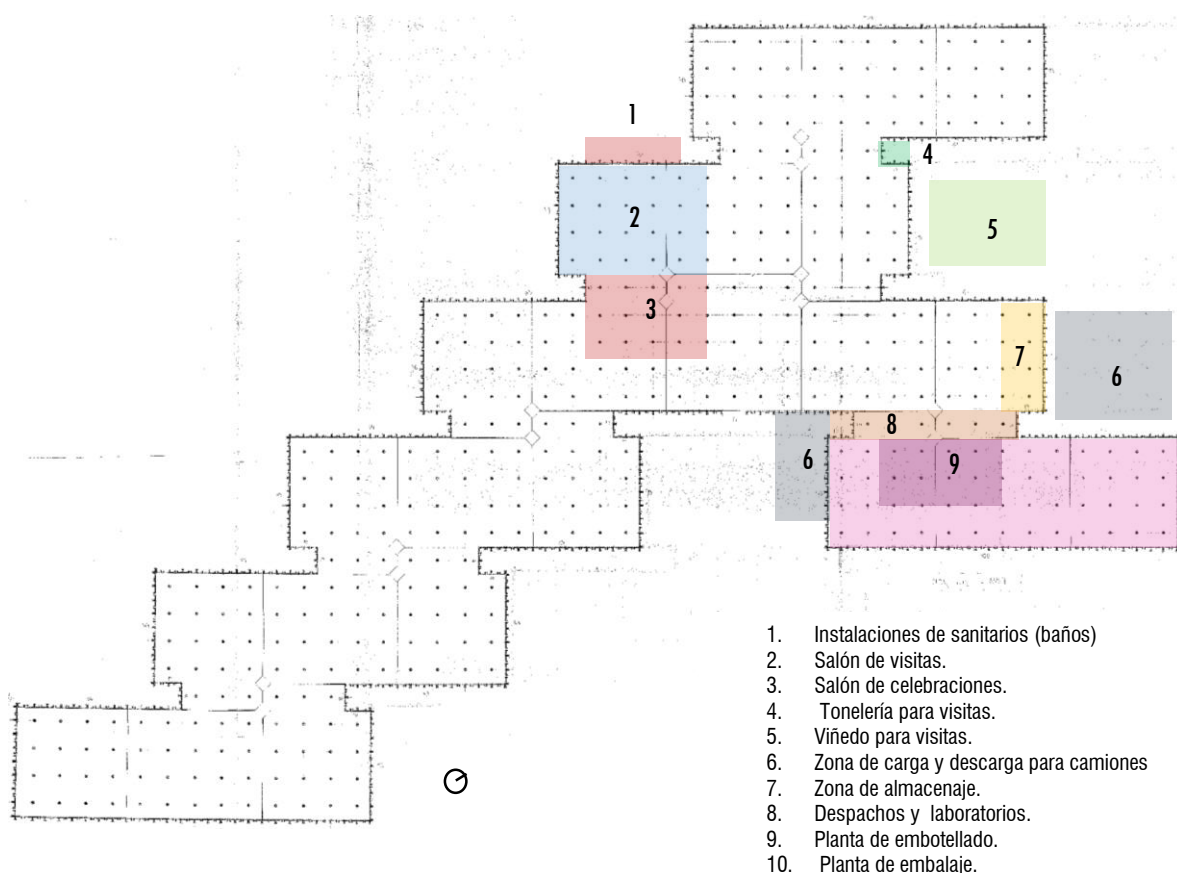 1
4
2
5
3
7
6
8
6
9
1. Instalaciones de sanitarios (baños)
2. Salón de visitas.
3. Salón de celebraciones.
4. Tonelería para visitas.
5. Viñedo para visitas.
6. Zona de carga y descarga para camiones
7. Zona de almacenaje.
8. Despachos y laboratorios.
9. Planta de embotellado.
10. Planta de embalaje.